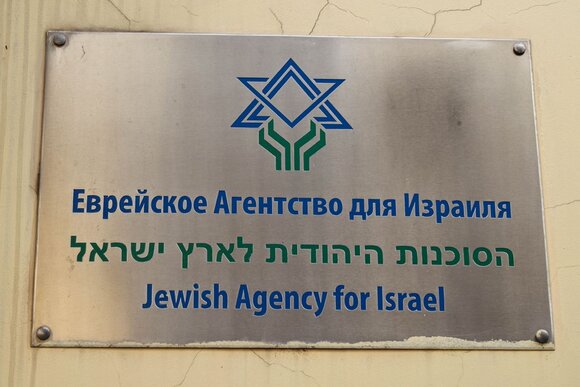 Еврейское Агентство для Израиля
הסוכנות היהודית לארץ ישראל
Jewish Agency for Israel